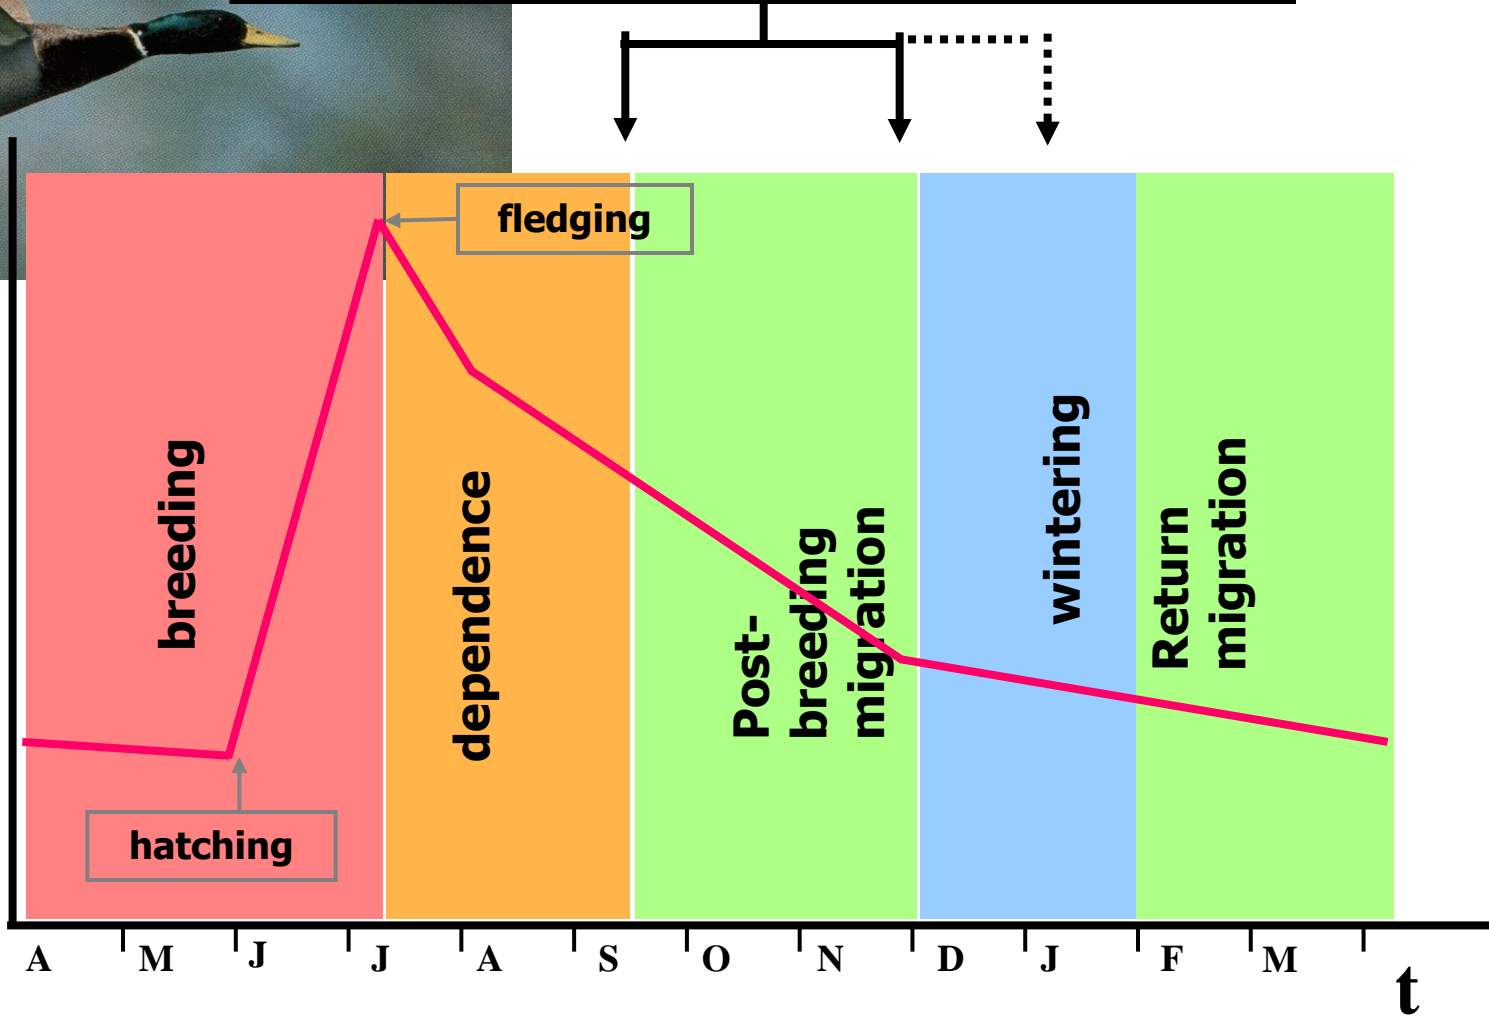 fledging
breeding
dependence
Post-
breeding
migration
wintering
Return
migration
hatching
A M J J A S O N D J F M
t